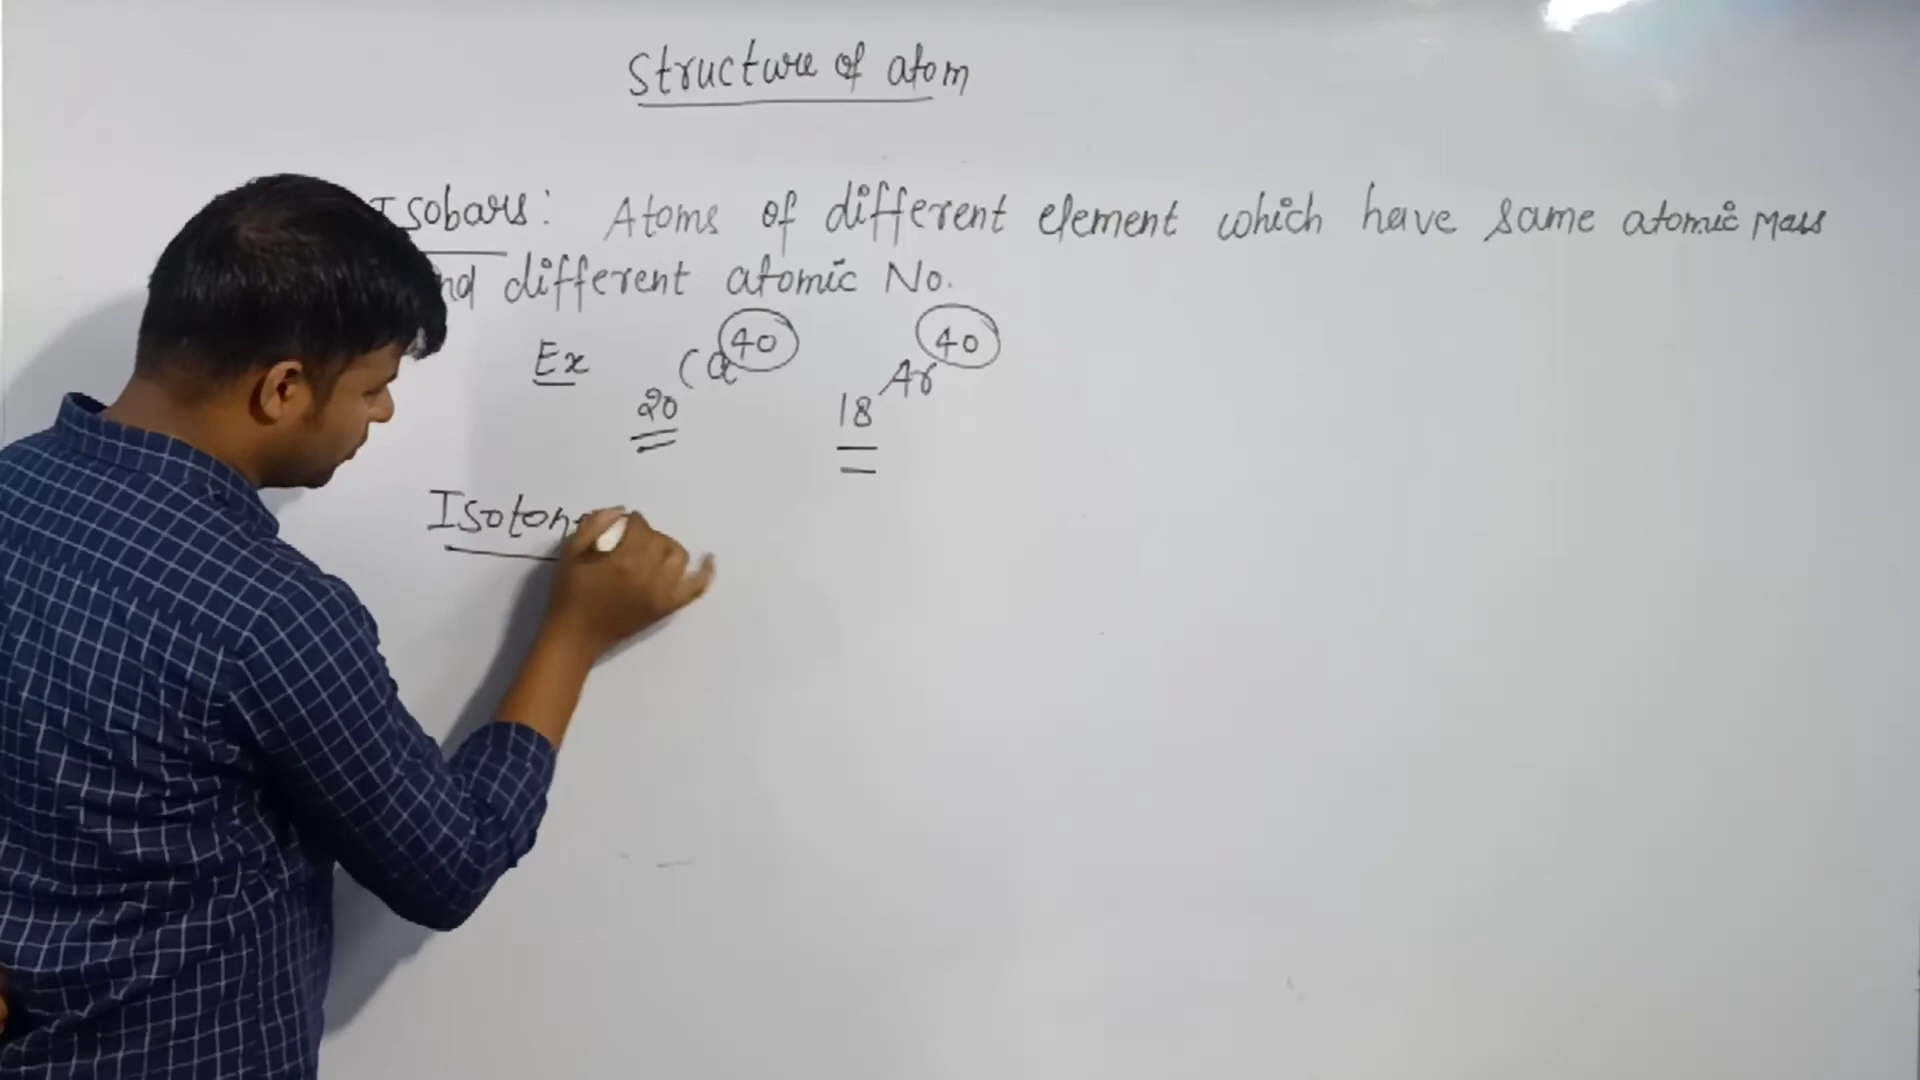 Structure of atom
Isobars: Atoms of different element which have same atomic Mass
different atomic No.
Ex 20 Ca 40 18 Ar 40